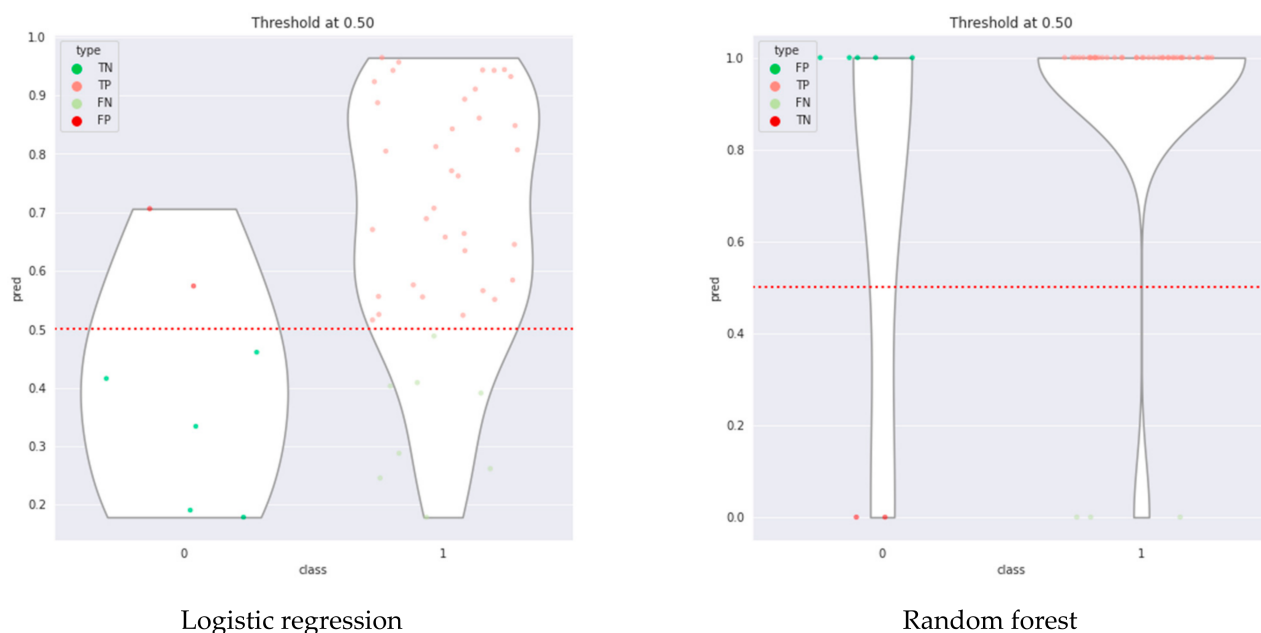 Threshold at 0.50
type
TN
TP
FN
FP
1.0
0.9
0.8
0.7
0.6
0.5
0.4
0.3
0.2
pred
0
1
class
Logistic regression
Threshold at 0.50
type
FP
TP
FN
TN
1.0
0.8
0.6
0.4
0.2
0.0
pred
0
1
class
Random forest